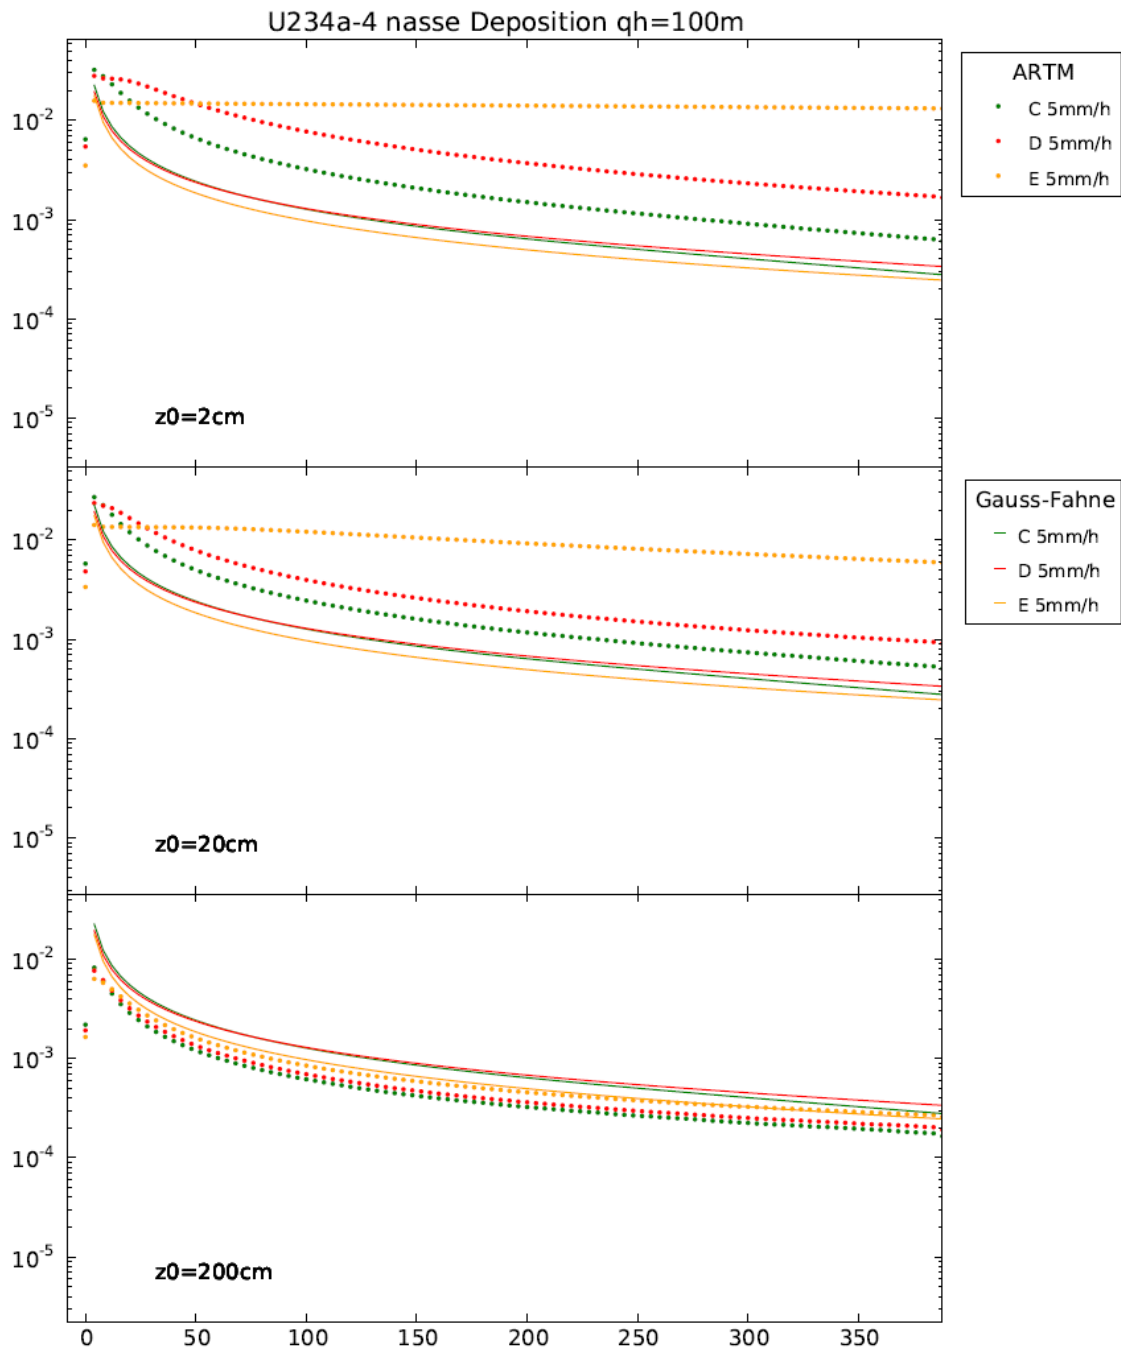 U234a-4 nasse Deposition qh=100m
10⁻²
10⁻³
10⁻⁴
10⁻⁵
z0=2cm
ARTM
C 5mm/h
D 5mm/h
E 5mm/h
10⁻²
10⁻³
10⁻⁴
10⁻⁵
z0=20cm
Gauss-Fahne
C 5mm/h
D 5mm/h
E 5mm/h
10⁻²
10⁻³
10⁻⁴
10⁻⁵
z0=200cm
0 50 100 150 200 250 300 350